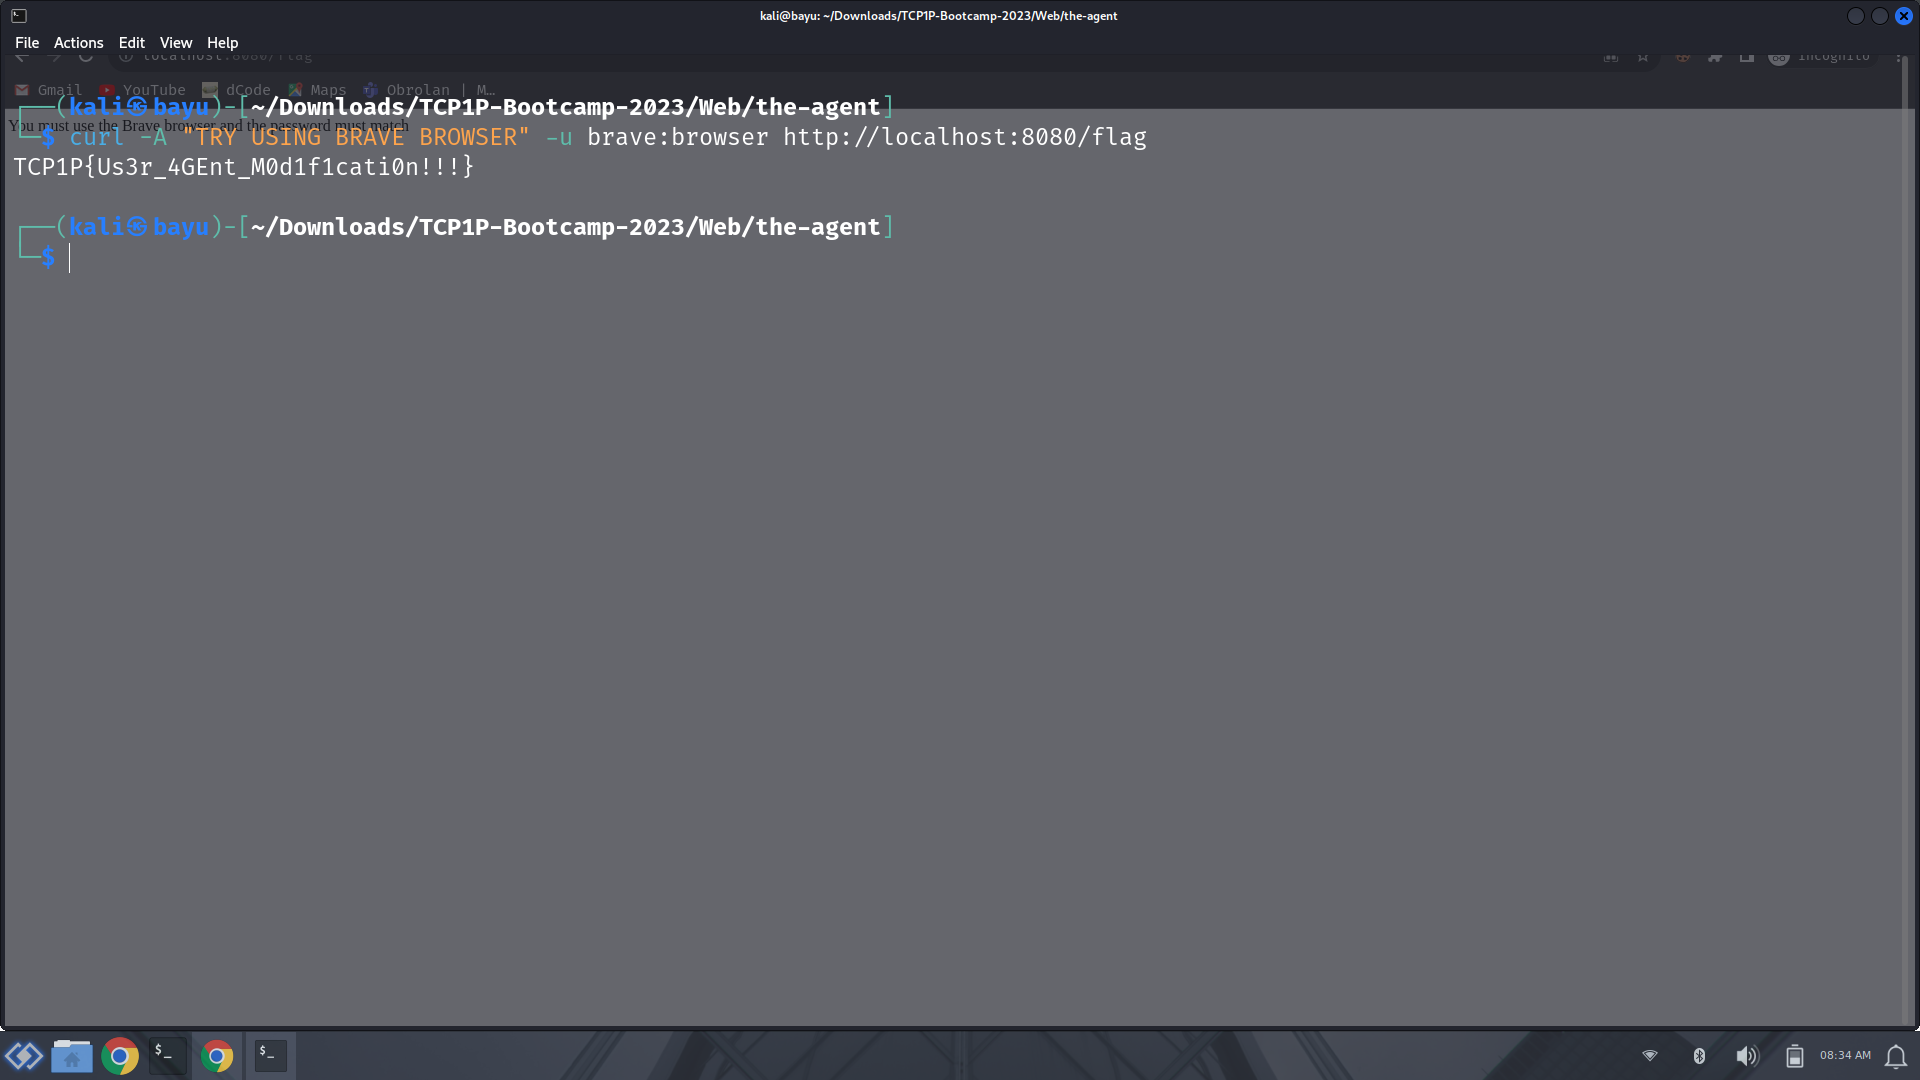 kali@bayu: ~/Downloads/TCP1P-Bootcamp-2023/Web/the-agent
File Actions Edit View Help
localhost:8080/flag Incognito
Gmail YouTube dCode Maps Obrolan | M…
┌──(kali㉿bayu)-[~/Downloads/TCP1P-Bootcamp-2023/Web/the-agent]
You must use the Brave browser and the password must match
└─$ curl -A "TRY USING BRAVE BROWSER" -u brave:browser http://localhost:8080/flag
TCP1P{Us3r_4GEnt_M0d1f1cati0n!!!}
┌──(kali㉿bayu)-[~/Downloads/TCP1P-Bootcamp-2023/Web/the-agent]
└─$
$_
$_
08:34 AM